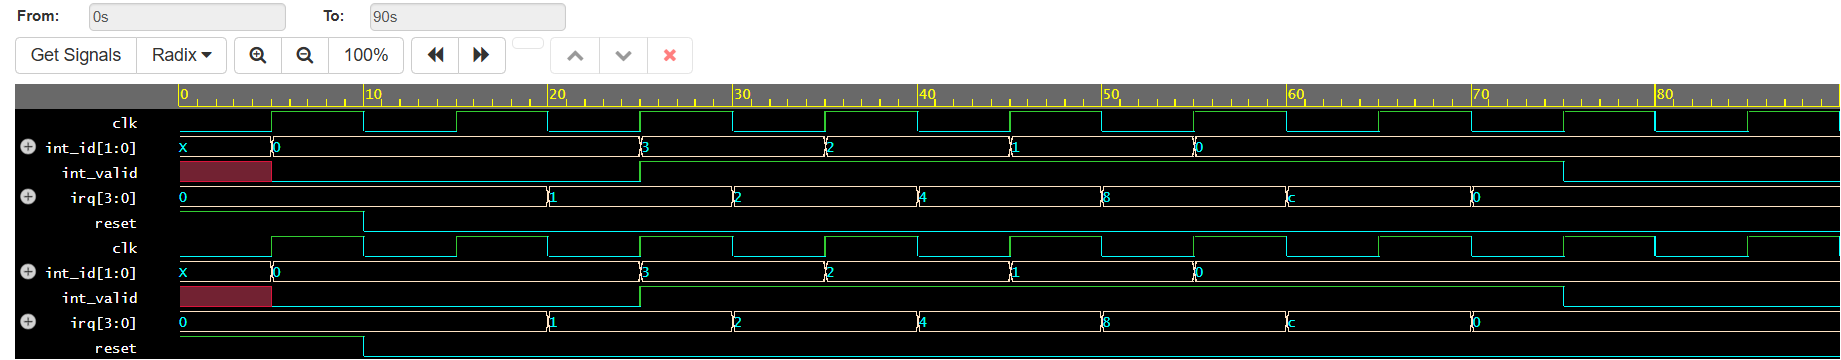 From: 0s To: 90s
Get Signals Radix 100%
0 10 20 30 40 50 60 70 80
clk
int_id[1:0] X 0 3 2 1 0
int_valid
irq[3:0] 0 1 2 4 8 c 0
reset
clk
int_id[1:0] X 0 3 2 1 0
int_valid
irq[3:0] 0 1 2 4 8 c 0
reset